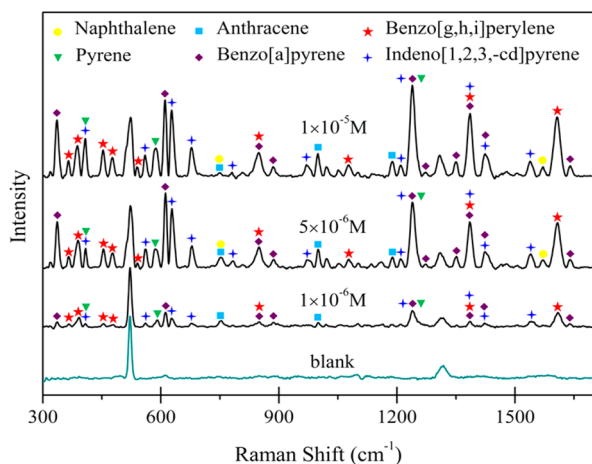 Naphthalene Anthracene Benzo[g,h,i]perylene
Pyrene Benzo[a]pyrene Indeno[1,2,3,-cd]pyrene
1×10⁻⁵M
5×10⁻⁶M
1×10⁻⁶M
blank
Intensity
300 600 900 1200 1500
Raman Shift (cm⁻¹)